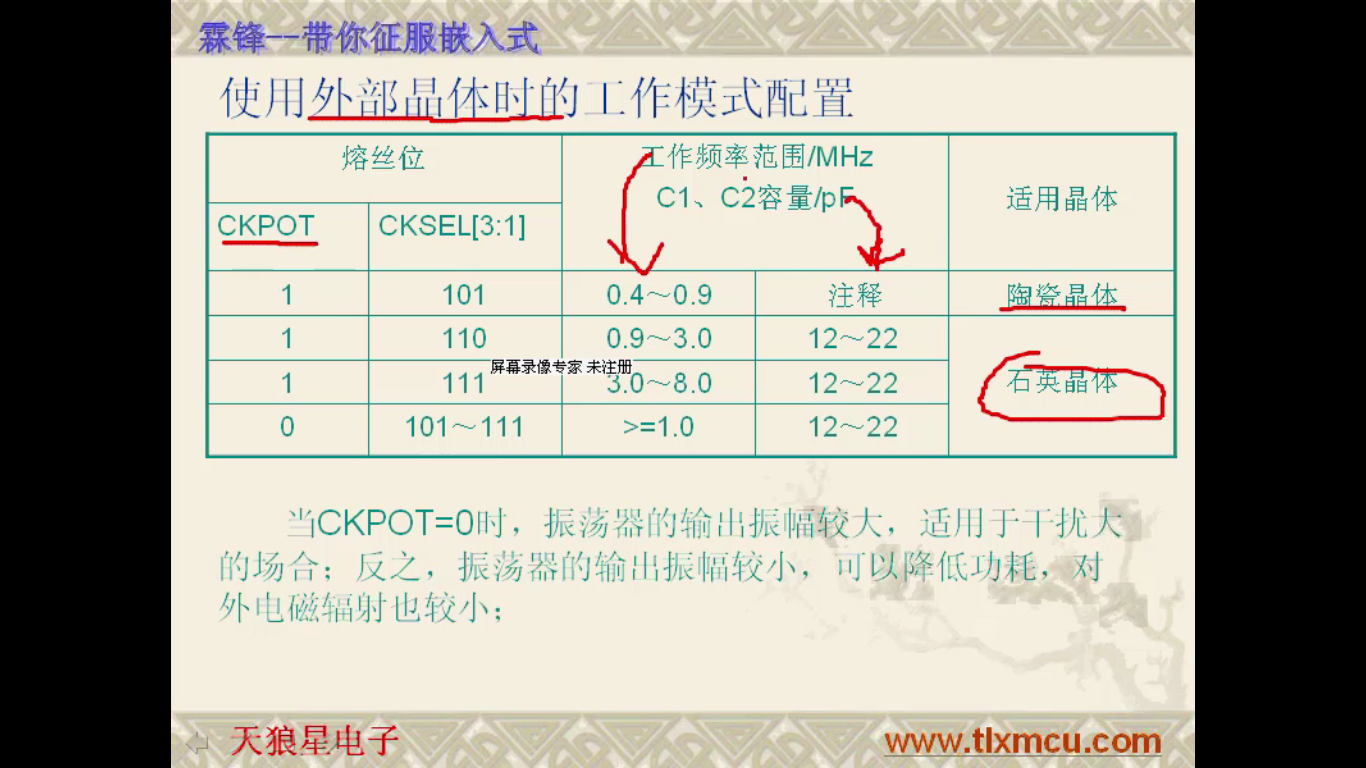 霖锋--带你征服嵌入式
使用外部晶体时的工作模式配置
熔丝位
工作频率范围/MHz
C1、C2容量/pF
适用晶体
CKPOT
CKSEL[3:1]
1 101 0.4～0.9 注释 陶瓷晶体
1 110 0.9～3.0 12～22
屏幕录像专家 未注册
1 111 3.0～8.0 12～22 石英晶体
0 101～111 >=1.0 12～22
当CKPOT=0时，振荡器的输出振幅较大，适用于干扰大
的场合；反之，振荡器的输出振幅较小，可以降低功耗，对
外电磁辐射也较小；
天狼星电子
www.tlxmcu.com